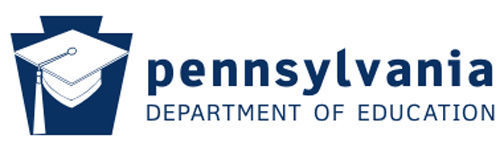 pennsylvania
DEPARTMENT OF EDUCATION